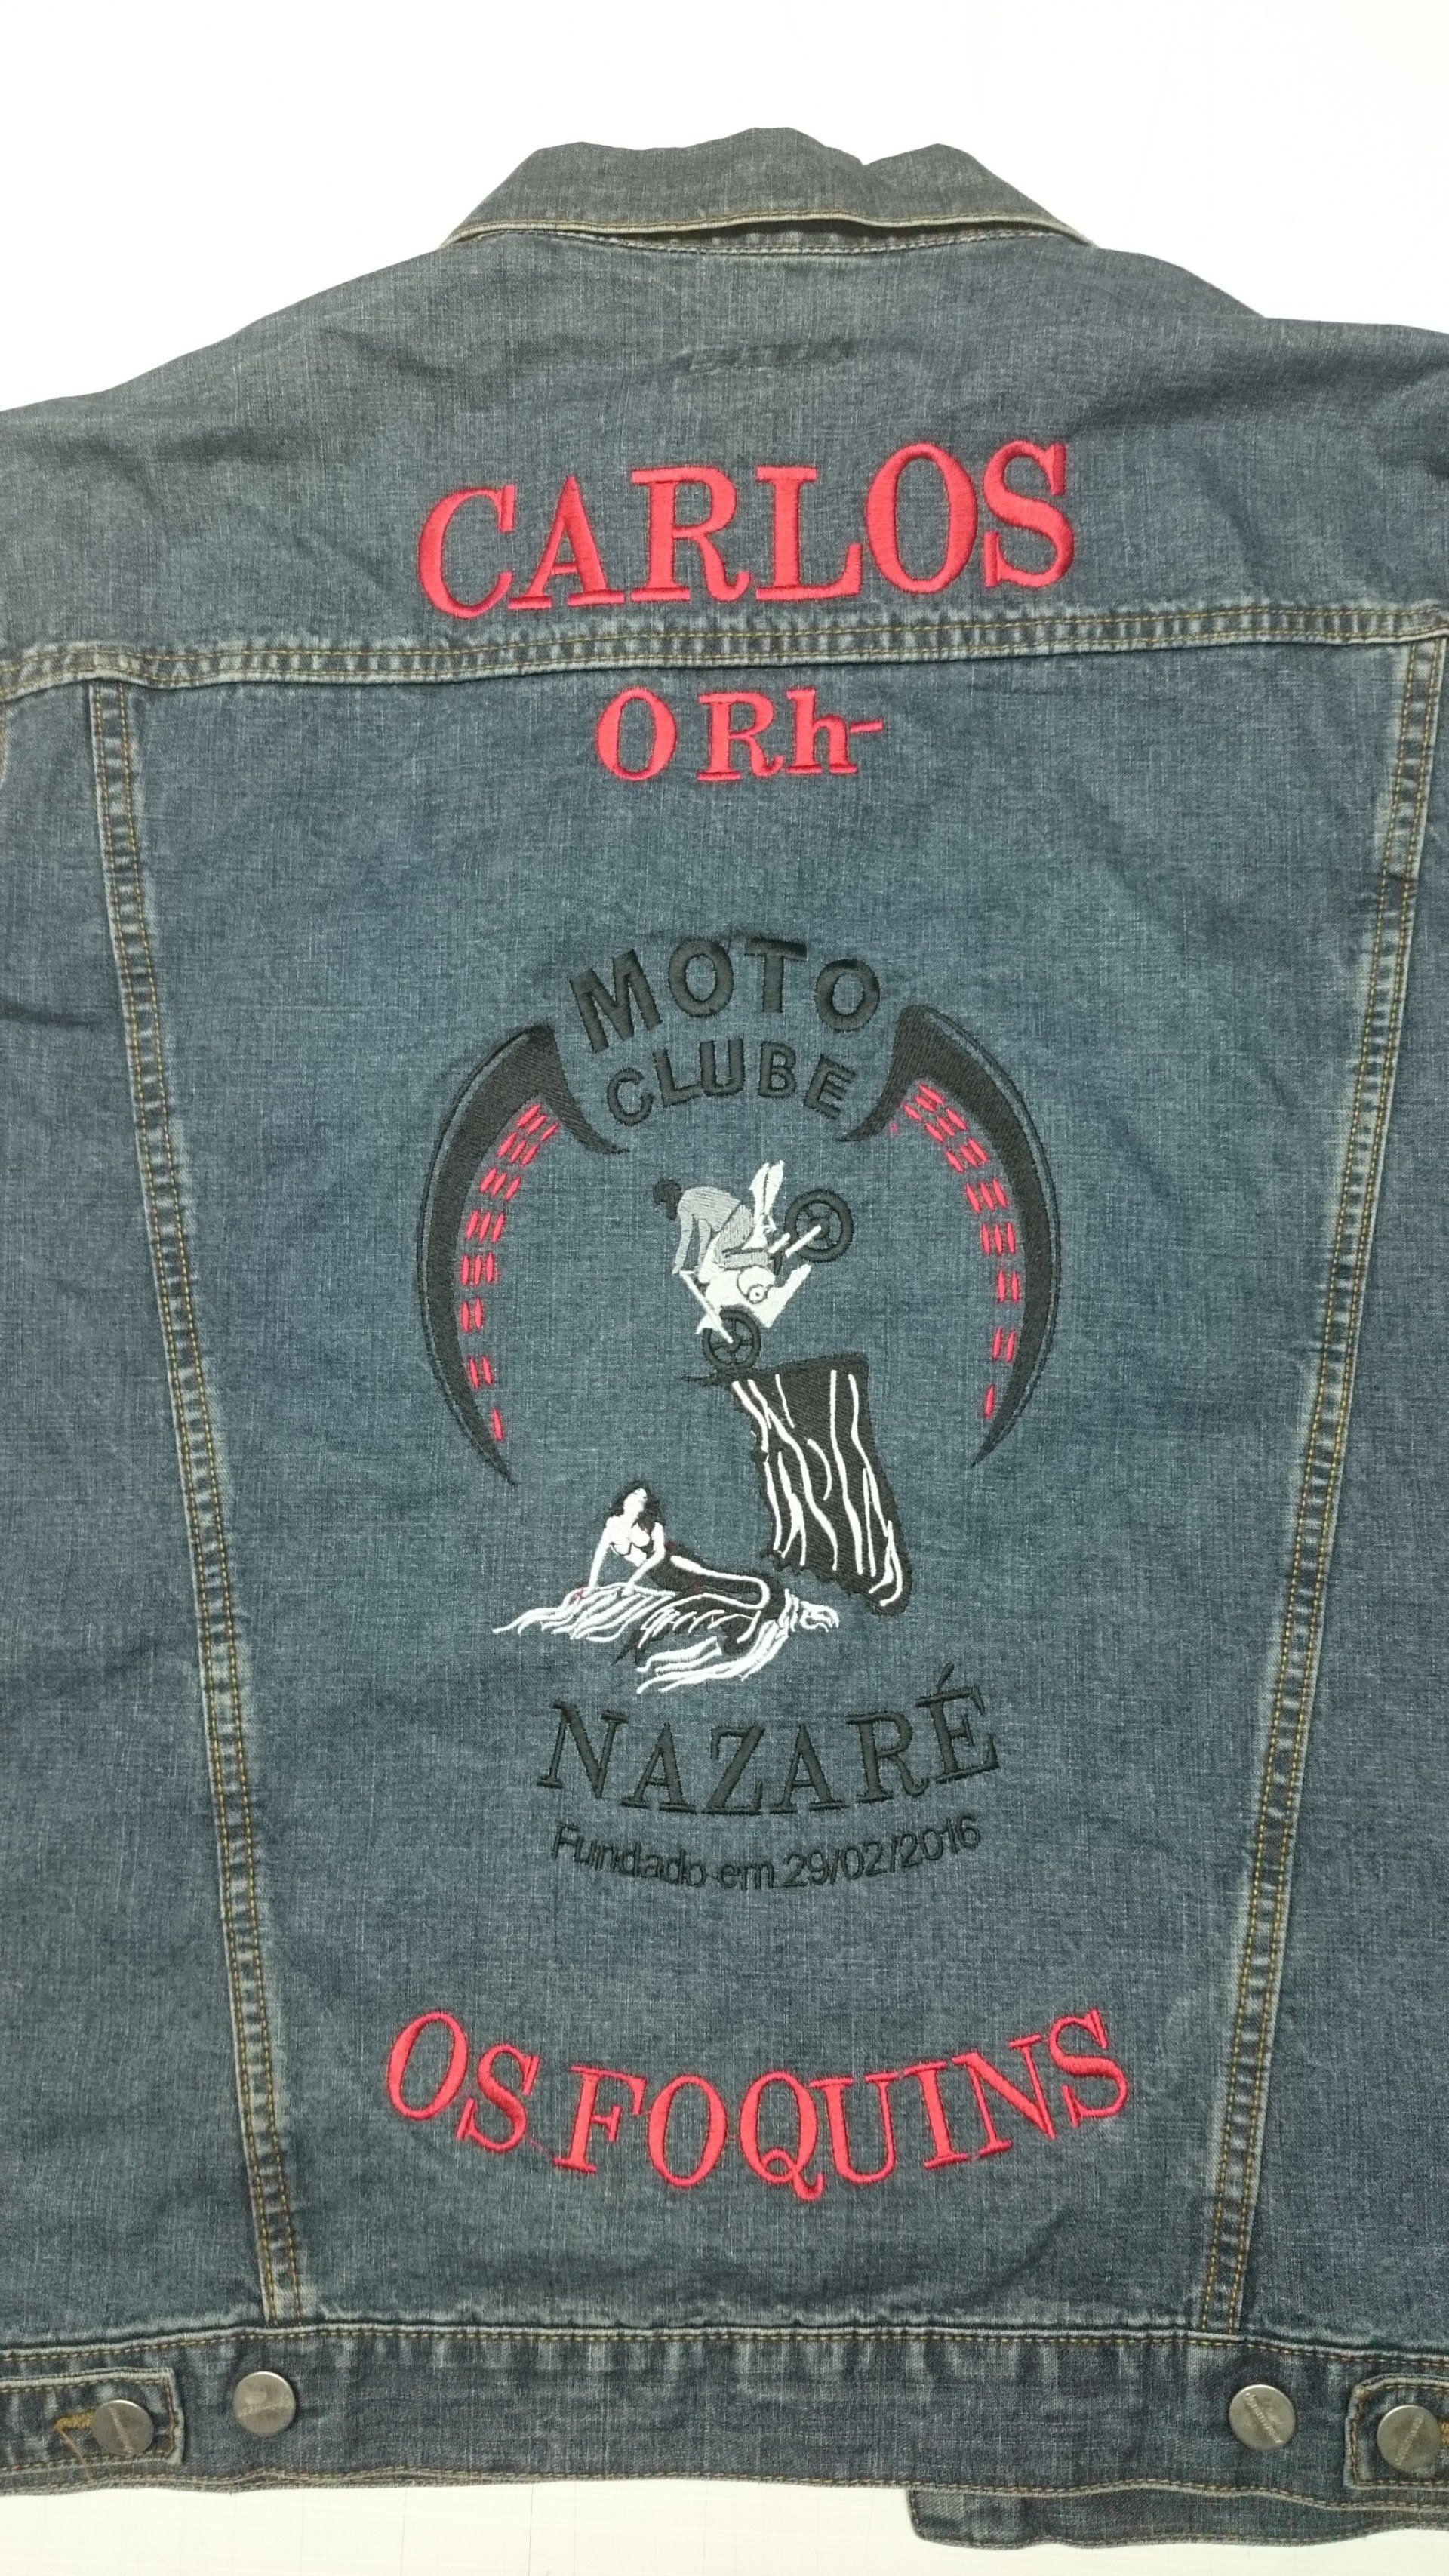 CARLOS
O Rh-
MOTO
CLUBE
NAZARÉ
Fundado em 29/02/2016
OS FOQUINS